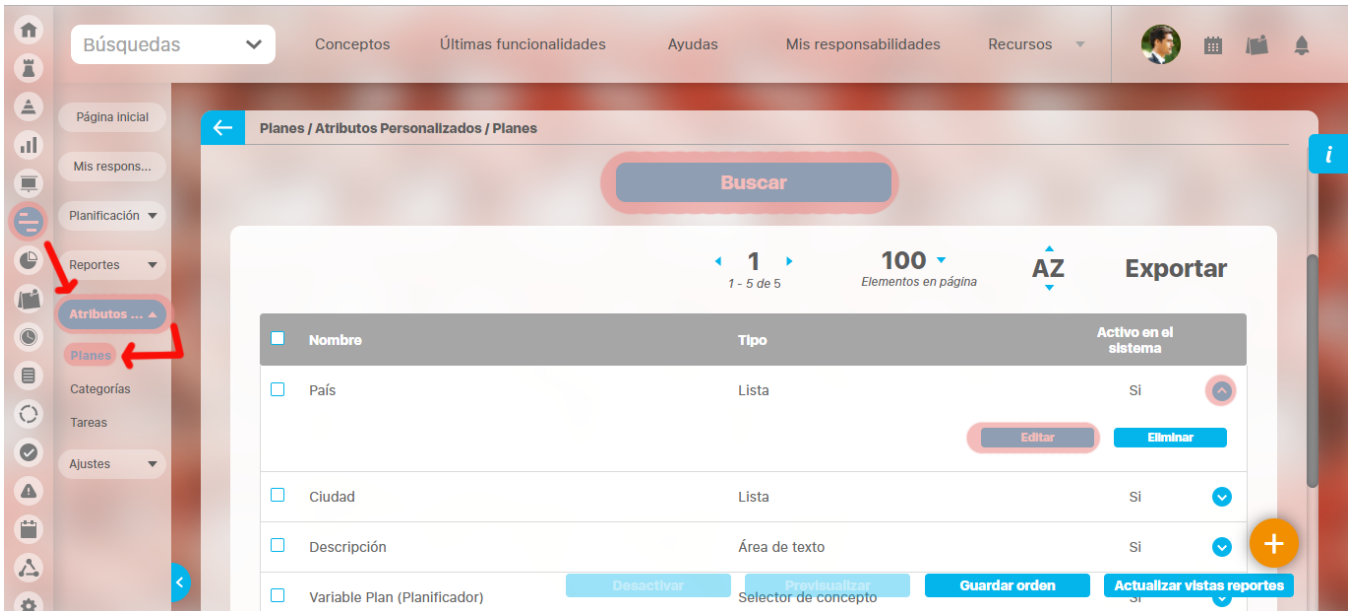 Búsquedas
Conceptos
Últimas funcionalidades
Ayudas
Mis responsabilidades
Recursos
Página inicial
Mis respons...
Planificación
Reportes
Atributos ...
Planes
Categorías
Tareas
Ajustes
Planes / Atributos Personalizados / Planes
i
Buscar
1
1 - 5 de 5
100
Elementos en página
AZ
Exportar
Nombre
Tipo
Activo en el
sistema
País
Lista
Si
Editar
Eliminar
Ciudad
Lista
Si
Descripción
Área de texto
Si
Variable Plan (Planificador)
Selector de concepto
Si
Desactivar
Previsualizar
Guardar orden
Actualizar vistas reportes